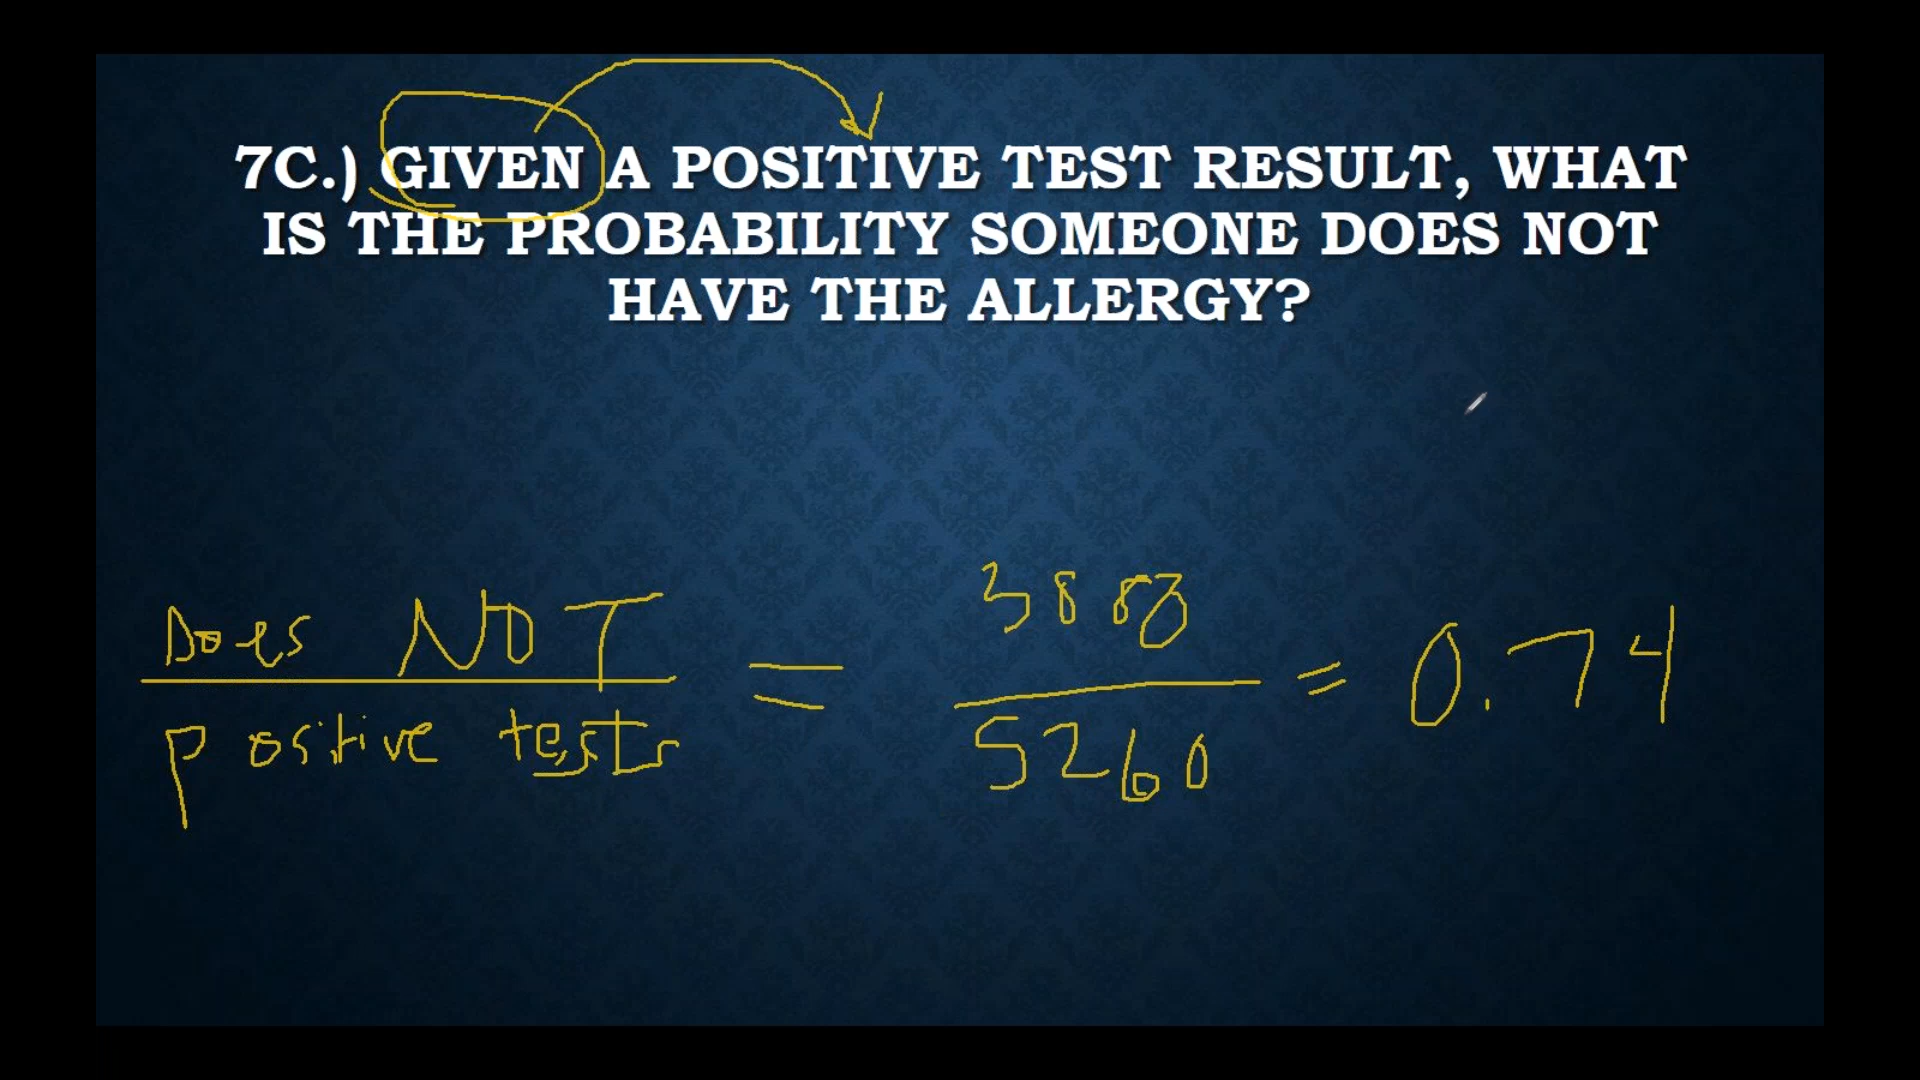 7C.) GIVEN A POSITIVE TEST RESULT, WHAT
IS THE PROBABILITY SOMEONE DOES NOT
HAVE THE ALLERGY?
Does NOT
positive tests
=
3888
5260
= 0.74